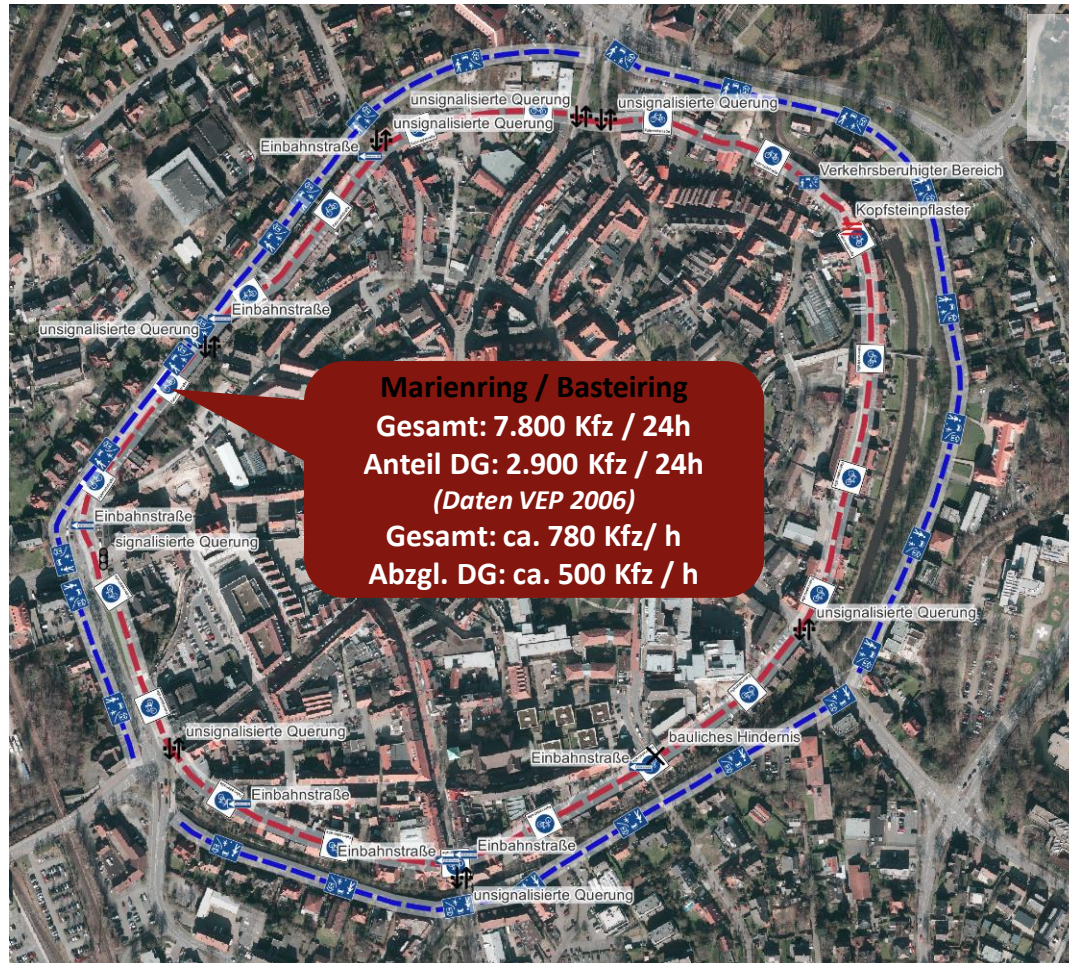 unsignalisierte Querung
unsignalisierte Querung
unsignalisierte Querung
Einbahnstraße
Verkehrsberuhigter Bereich
Kopfsteinpflaster
Einbahnstraße
unsignalisierte Querung
Marienring / Basteiring
Gesamt: 7.800 Kfz / 24h
Anteil DG: 2.900 Kfz / 24h
(Daten VEP 2006)
Gesamt: ca. 780 Kfz/ h
Abzgl. DG: ca. 500 Kfz / h
Einbahnstraße
signalisierte Querung
unsignalisierte Querung
unsignalisierte Querung
bauliches Hindernis
Einbahnstraße
Einbahnstraße
Einbahnstraße
Einbahnstraße
unsignalisierte Querung